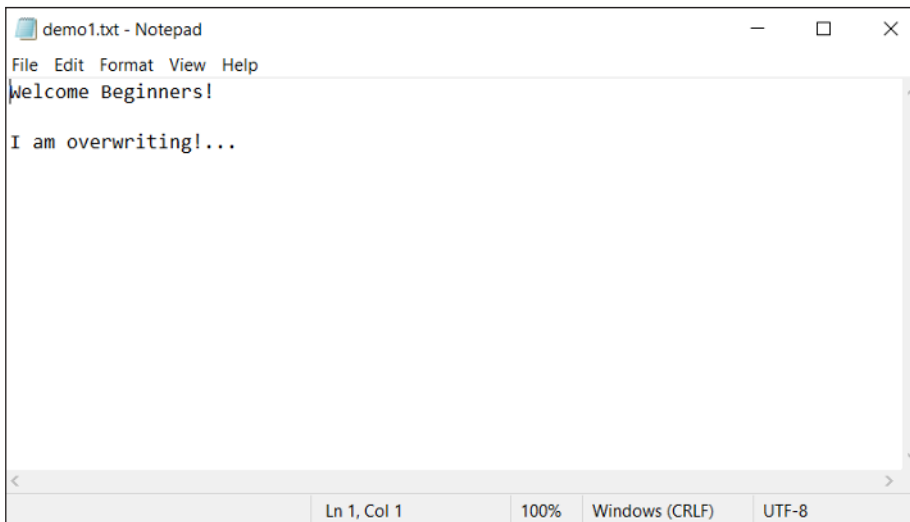 demo1.txt - Notepad
File Edit Format View Help
Welcome Beginners!
I am overwriting!...
Ln 1, Col 1 100% Windows (CRLF) UTF-8